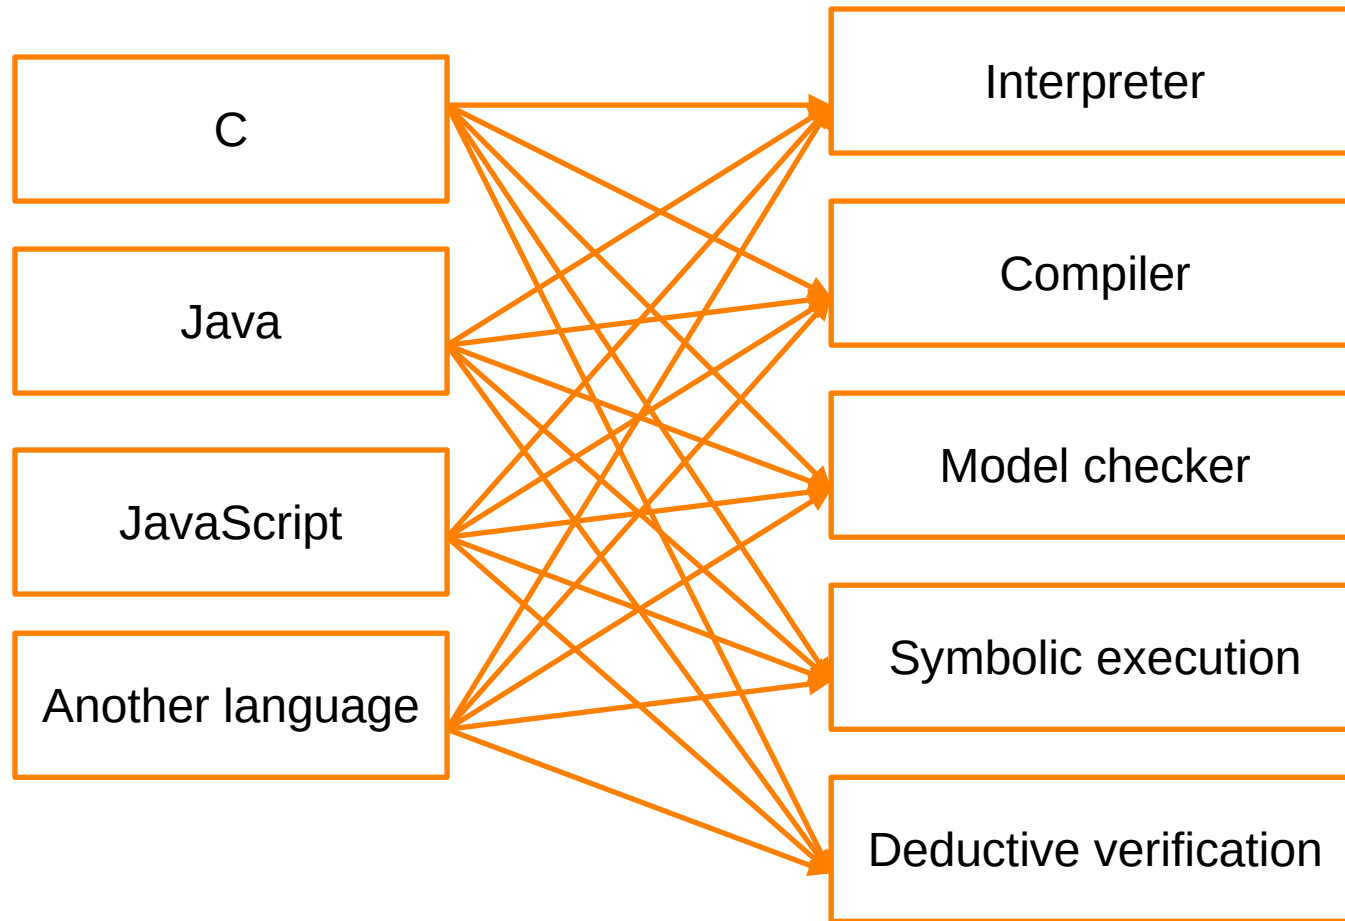 C
Java
JavaScript
Another language
Interpreter
Compiler
Model checker
Symbolic execution
Deductive verification